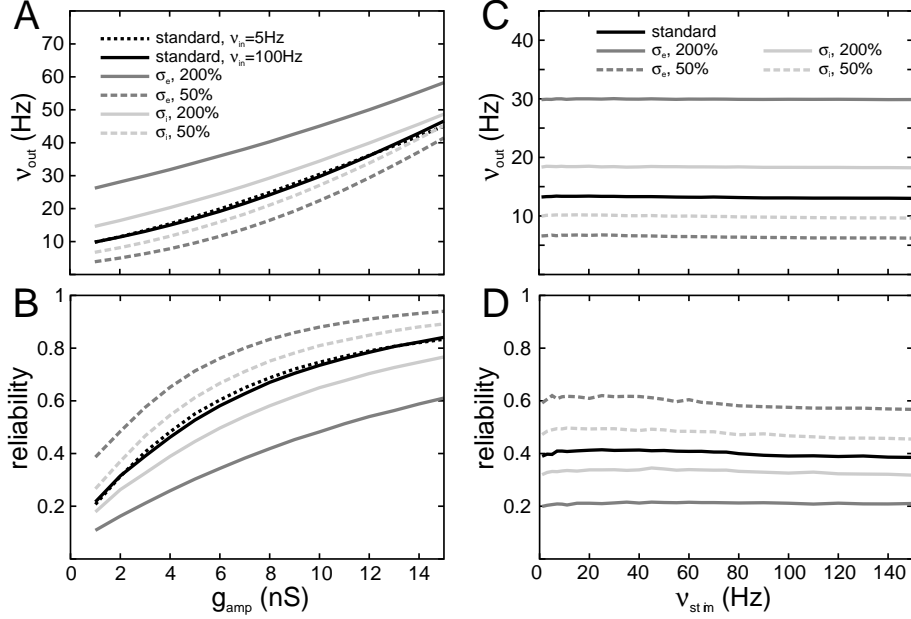 A
80
70
60
50
40
30
20
10
ν_out (Hz)
standard, ν_in=5Hz
standard, ν_in=100Hz
σ_e, 200%
σ_e, 50%
σ_i, 200%
σ_i, 50%
C
40
30
20
10
ν_out (Hz)
standard
σ_e, 200%
σ_i, 200%
σ_e, 50%
σ_i, 50%
B
1
0.8
0.6
0.4
0.2
reliability
0 2 4 6 8 10 12 14
g_amp (nS)
D
1
0.8
0.6
0.4
0.2
reliability
0 20 40 60 80 100 120 140
ν_stim (Hz)